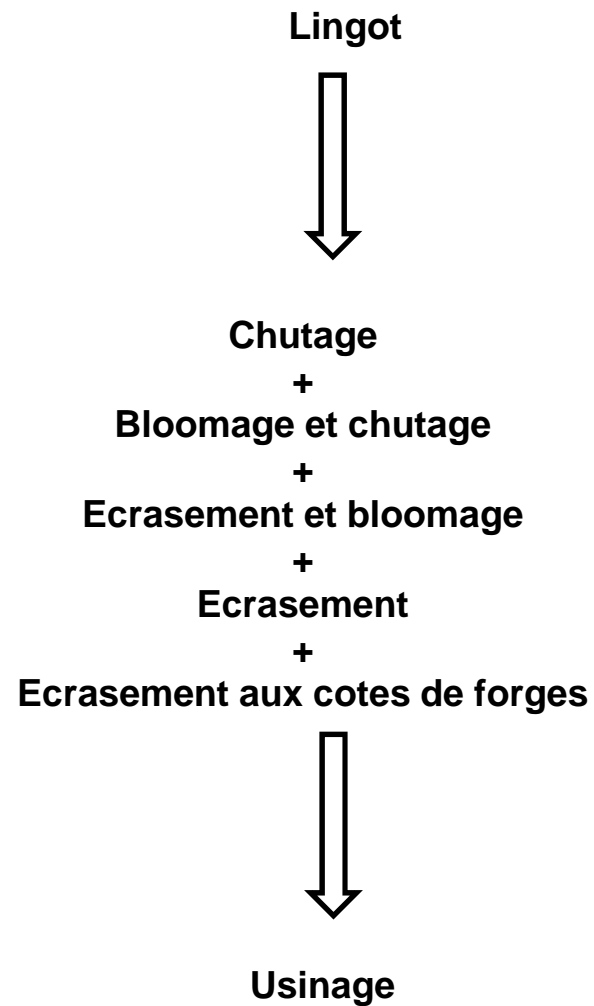 Lingot
Chutage
+
Bloomage et chutage
+
Ecrasement et bloomage
+
Ecrasement
+
Ecrasement aux cotes de forges
Usinage